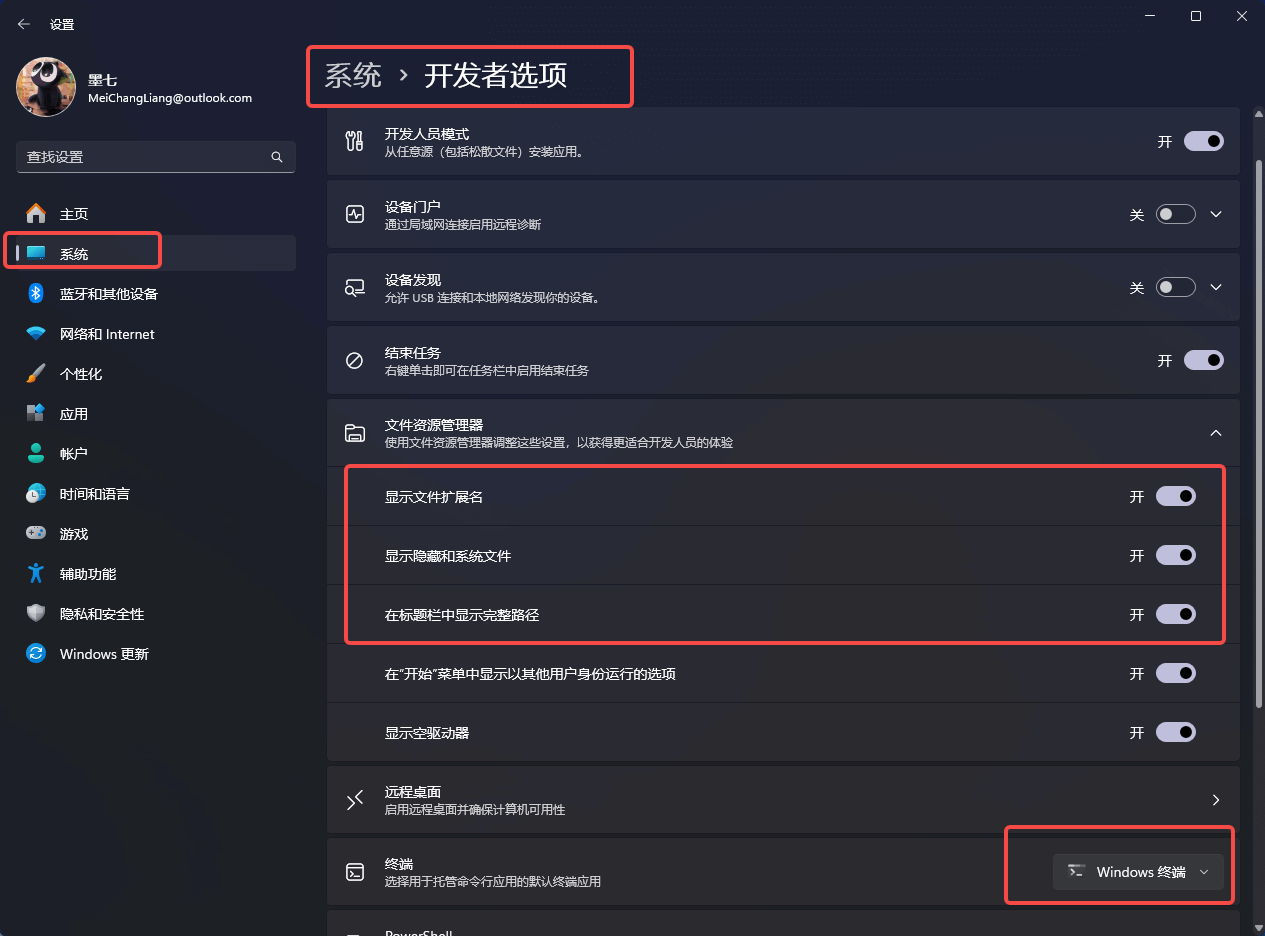 设置
墨七
MeiChangLiang@outlook.com
查找设置
主页
系统
蓝牙和其他设备
网络和 Internet
个性化
应用
帐户
时间和语言
游戏
辅助功能
隐私和安全性
Windows 更新
系统 › 开发者选项
开发人员模式
从任意源（包括松散文件）安装应用。
开
设备门户
通过局域网连接启用远程诊断
关
设备发现
允许 USB 连接和本地网络发现你的设备。
关
结束任务
右键单击即可在任务栏中启用结束任务
开
文件资源管理器
使用文件资源管理器调整这些设置，以获得更适合开发人员的体验
显示文件扩展名
开
显示隐藏和系统文件
开
在标题栏中显示完整路径
开
在"开始"菜单中显示以其他用户身份运行的选项
开
显示空驱动器
开
远程桌面
启用远程桌面并确保计算机可用性
终端
选择用于托管命令行应用的默认终端应用
Windows 终端
PowerShell